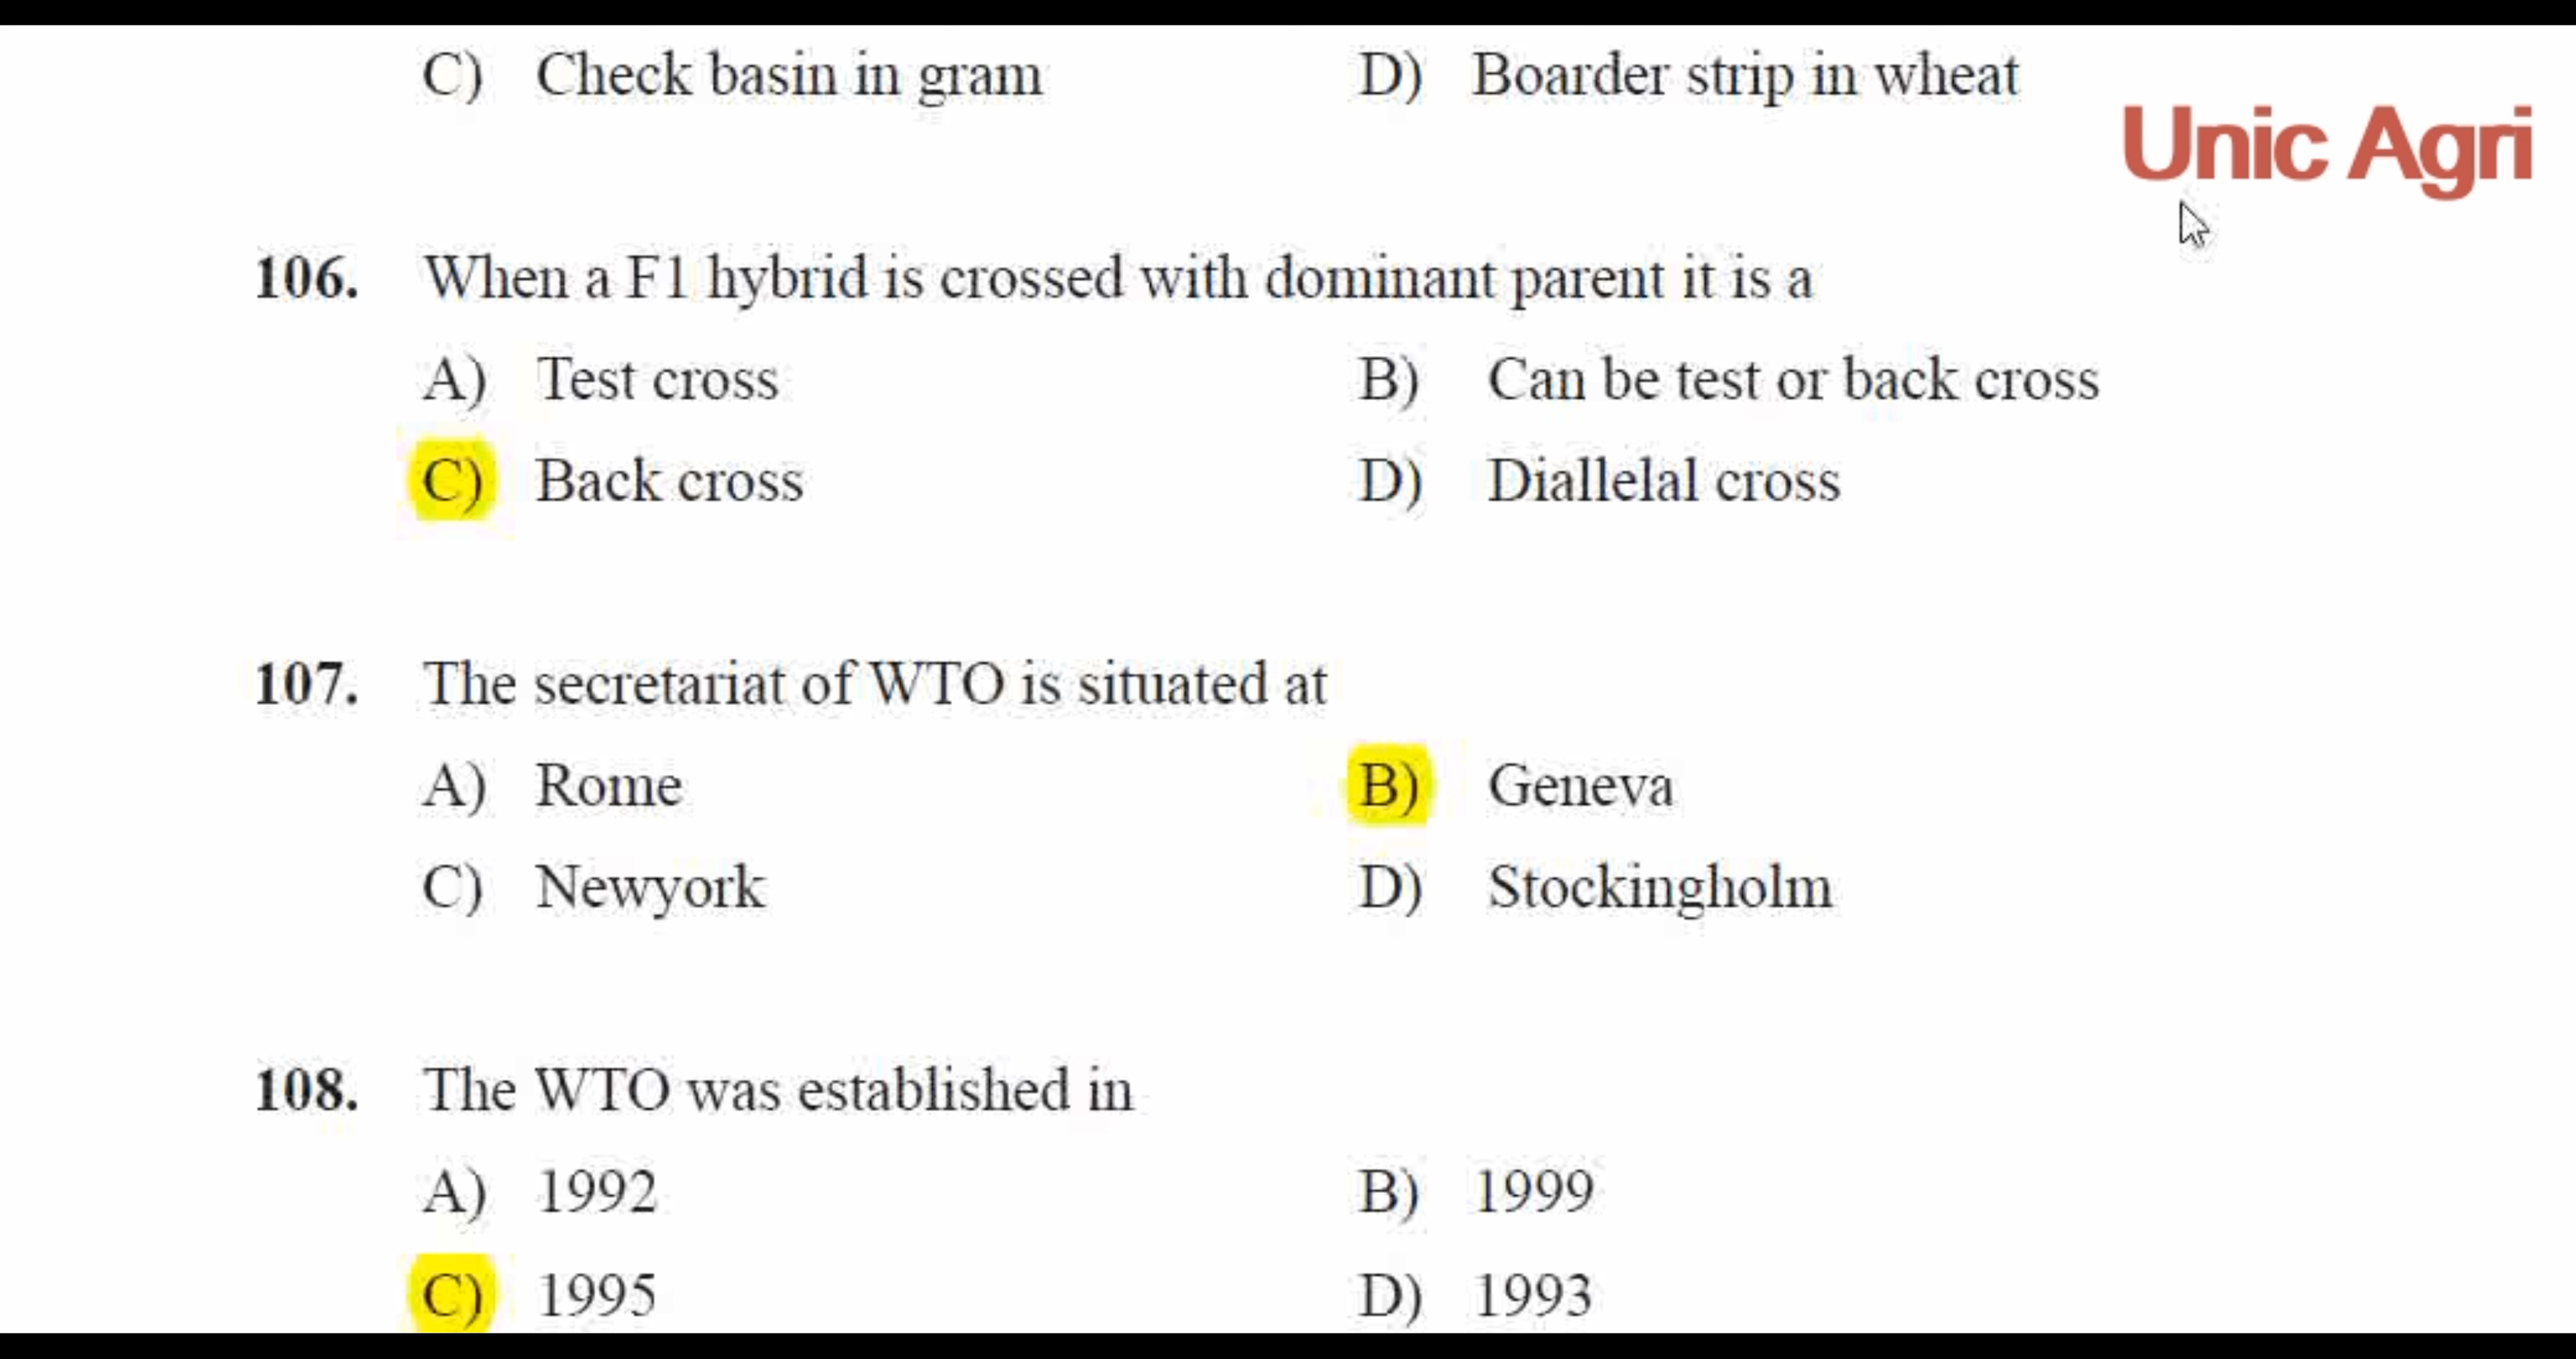 C) Check basin in gram D) Boarder strip in wheat
Unic Agri
106. When a F1 hybrid is crossed with dominant parent it is a
A) Test cross B) Can be test or back cross
C) Back cross D) Diallelal cross
107. The secretariat of WTO is situated at
A) Rome B) Geneva
C) Newyork D) Stockingholm
108. The WTO was established in
A) 1992 B) 1999
C) 1995 D) 1993